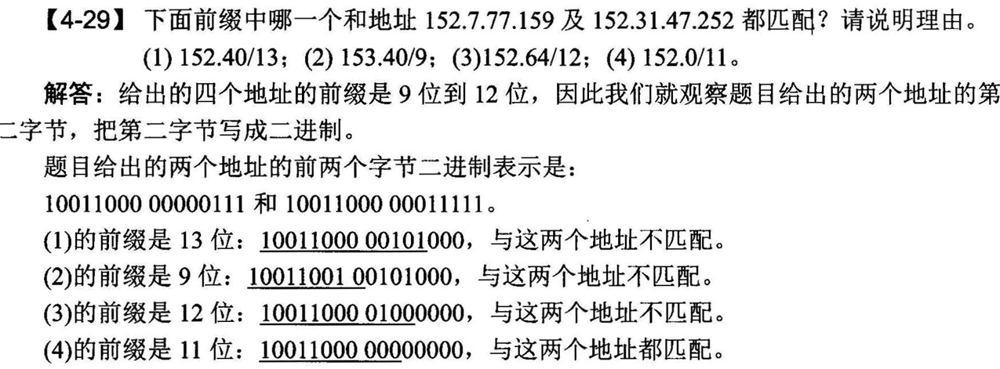 【4-29】 下面前缀中哪一个和地址 152.7.77.159 及 152.31.47.252 都匹配？请说明理由。
(1) 152.40/13；(2) 153.40/9；(3)152.64/12；(4) 152.0/11。
解答：给出的四个地址的前缀是 9 位到 12 位，因此我们就观察题目给出的两个地址的第
二字节，把第二字节写成二进制。
题目给出的两个地址的前两个字节二进制表示是：
10011000 00000111 和 10011000 00011111。
(1)的前缀是 13 位：10011000 00101000，与这两个地址不匹配。
(2)的前缀是 9 位：10011001 00101000，与这两个地址不匹配。
(3)的前缀是 12 位：10011000 01000000，与这两个地址不匹配。
(4)的前缀是 11 位：10011000 00000000，与这两个地址都匹配。